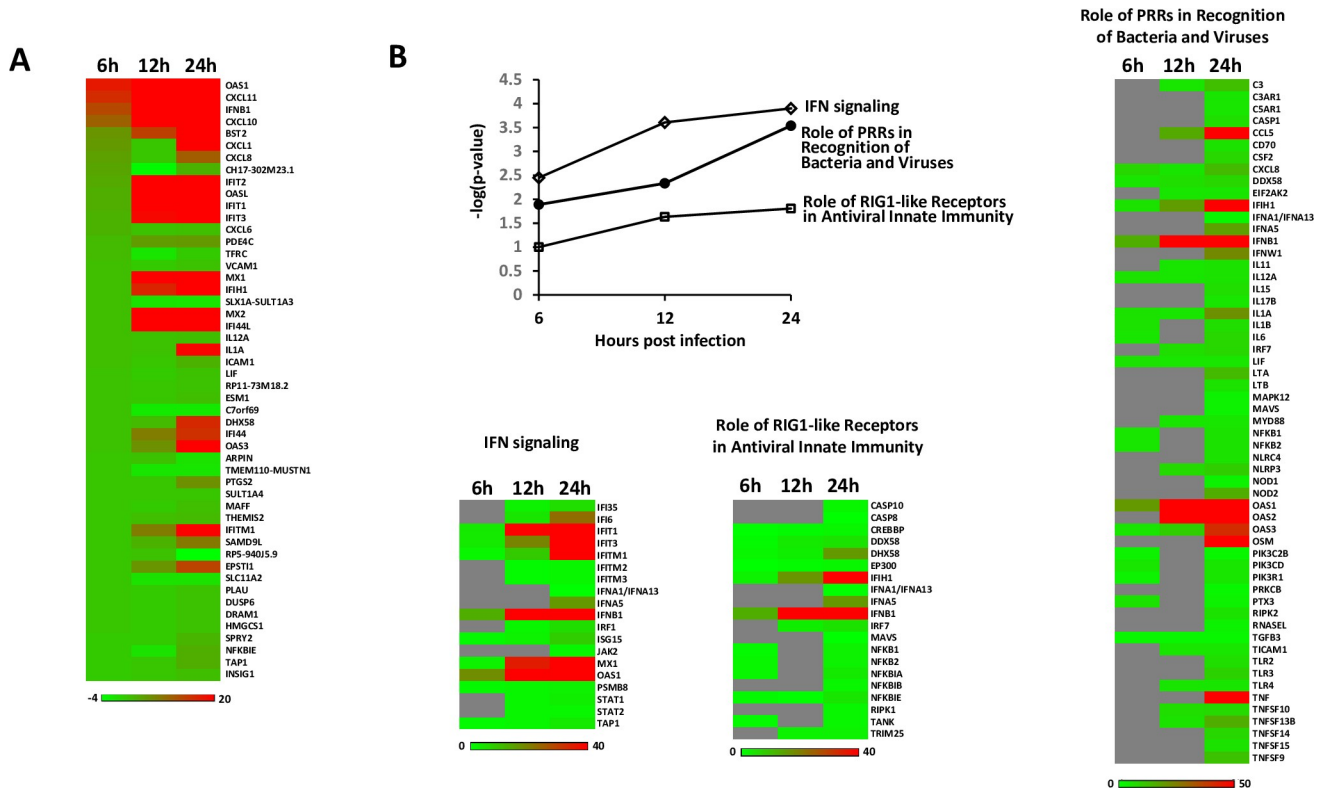 A
6h 12h 24h
OAS1
CXCL11
IFNB1
CXCL10
BST2
CXCL1
CXCL8
CH17-302M23.1
IFIT2
OASL
IFIT1
IFIT3
CXCL6
PDE4C
TFRC
VCAM1
MX1
IFIH1
SLX1A-SULT1A3
MX2
IFI44L
IL12A
IL1A
ICAM1
LIF
RP11-73M18.2
ESM1
C7orf69
DHX58
IFI44
OAS3
ARPIN
TMEM110-MUSTN1
PTGS2
SULT1A4
MAFF
THEMIS2
IFITM1
SAMD9L
RP5-940J5.9
EPSTI1
SLC11A2
PLAU
DUSP6
DRAM1
HMGCS1
SPRY2
NFKBIE
TAP1
INSIG1
-4 20
B
-log(p-value)
4.5
4
3.5
3
2.5
2
1.5
1
0.5
0
6 12 24
Hours post infection
IFN signaling
Role of PRRs in
Recognition of
Bacteria and Viruses
Role of RIG1-like Receptors
in Antiviral Innate Immunity
IFN signaling
6h 12h 24h
IFI35
IFI6
IFIT1
IFIT3
IFITM1
IFITM2
IFITM3
IFNA1/IFNA13
IFNA5
IFNB1
IRF1
ISG15
JAK2
MX1
OAS1
PSMB8
STAT1
STAT2
TAP1
0 40
Role of RIG1-like Receptors
in Antiviral Innate Immunity
6h 12h 24h
CASP10
CASP8
CREBBP
DDX58
DHX58
EP300
IFIH1
IFNA1/IFNA13
IFNA5
IFNB1
IRF7
MAVS
NFKB1
NFKB2
NFKBIA
NFKBIB
NFKBIE
RIPK1
TANK
TRIM25
0 40
Role of PRRs in Recognition
of Bacteria and Viruses
6h 12h 24h
C3
C3AR1
C5AR1
CASP1
CCL5
CD70
CSF2
CXCL8
DDX58
EIF2AK2
IFIH1
IFNA1/IFNA13
IFNA5
IFNB1
IFNW1
IL11
IL12A
IL15
IL17B
IL1A
IL1B
IL6
IRF7
LIF
LTA
LTB
MAPK12
MAVS
MYD88
NFKB1
NFKB2
NLRC4
NLRP3
NOD1
NOD2
OAS1
OAS2
OAS3
OSM
PIK3C2B
PIK3CD
PIK3R1
PRKCB
PTX3
RIPK2
RNASEL
TGFB3
TICAM1
TLR2
TLR3
TLR4
TNF
TNFSF10
TNFSF13B
TNFSF14
TNFSF15
TNFSF9
0 50